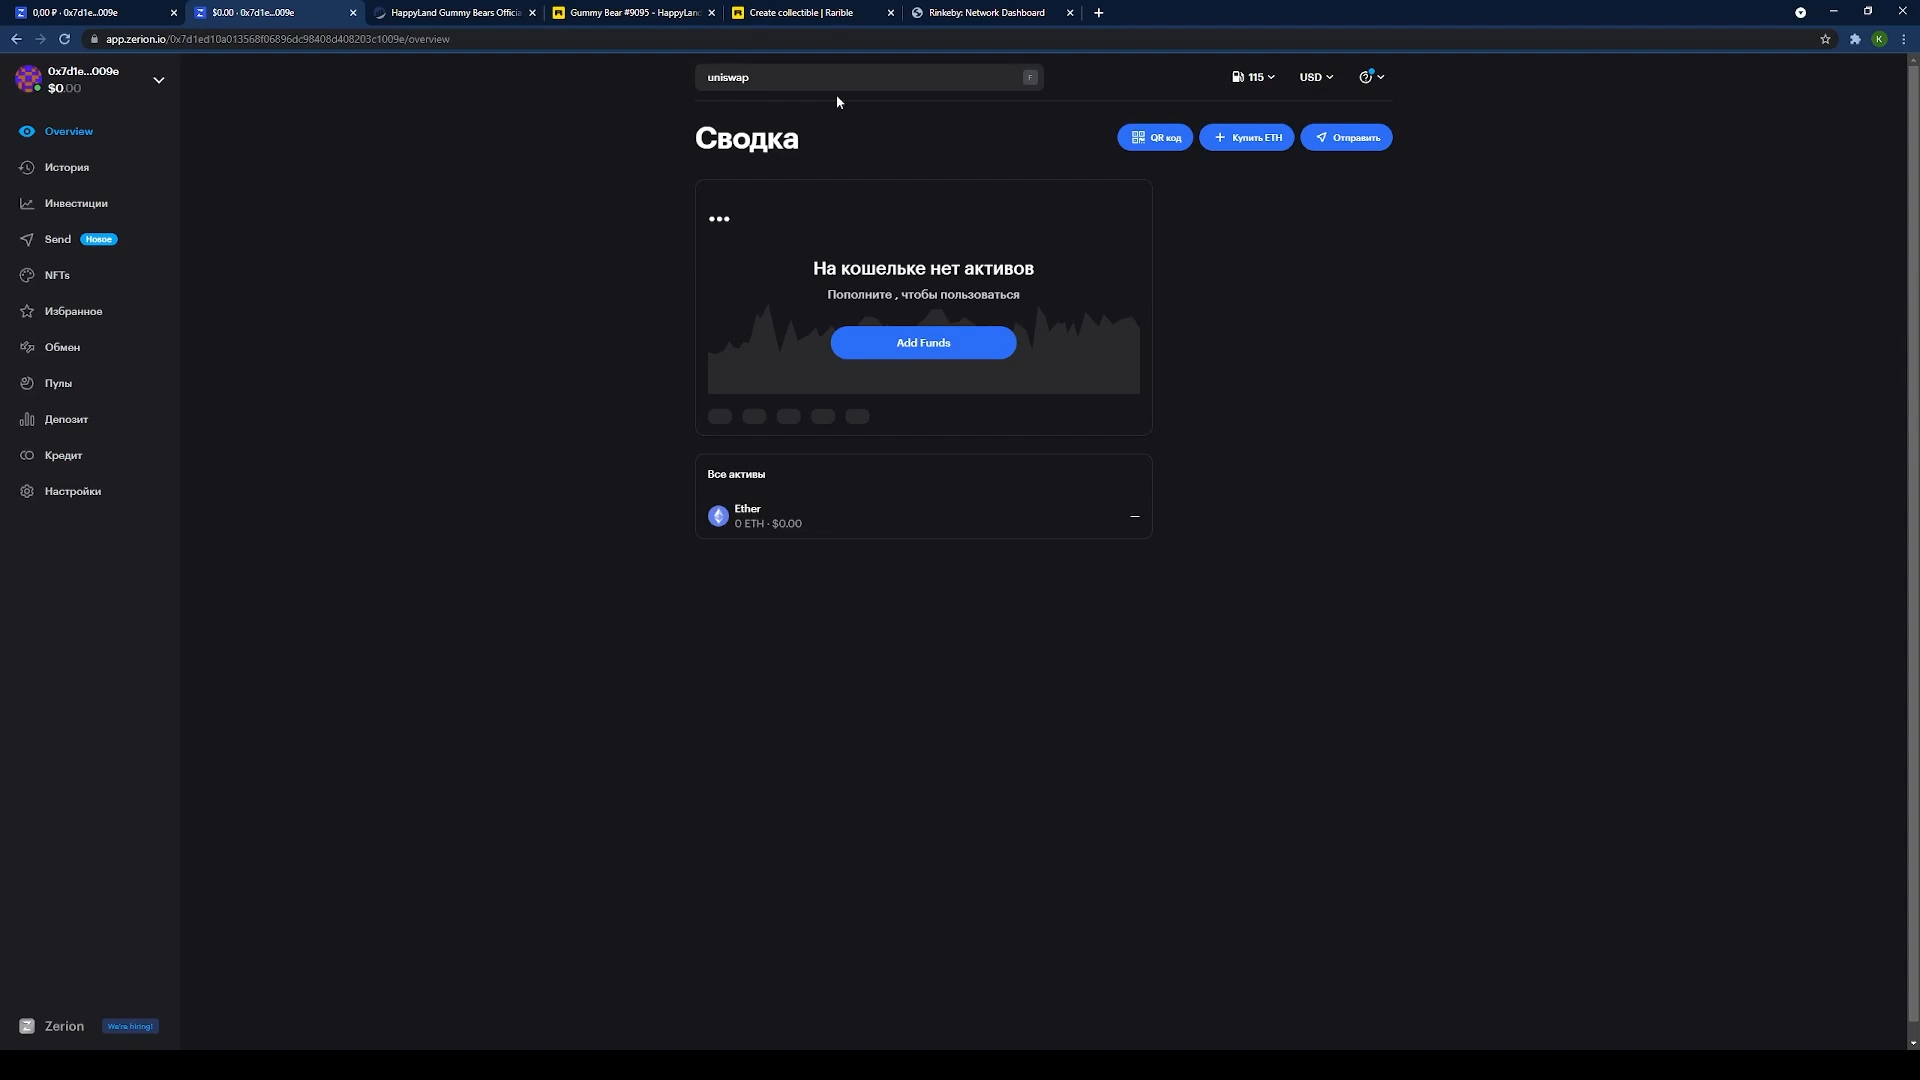 0,00 ₽ · 0x7d1e...009e
$0.00 · 0x7d1e...009e
HappyLand Gummy Bears Officia
Gummy Bear #9095 - HappyLand
Create collectible | Rarible
Rinkeby: Network Dashboard
app.zerion.io/0x7d1ed10a013568f06896dc98408d408203c1009e/overview
K
0x7d1e...009e
$0.00
uniswap
F
115
USD
Overview
История
Инвестиции
Send Новое
NFTs
Избранное
Обмен
Пулы
Депозит
Кредит
Настройки
Сводка
QR код
Купить ETH
Отправить
На кошельке нет активов
Пополните , чтобы пользоваться
Add Funds
Все активы
Ether
0 ETH · $0.00
—
Zerion
We're hiring!